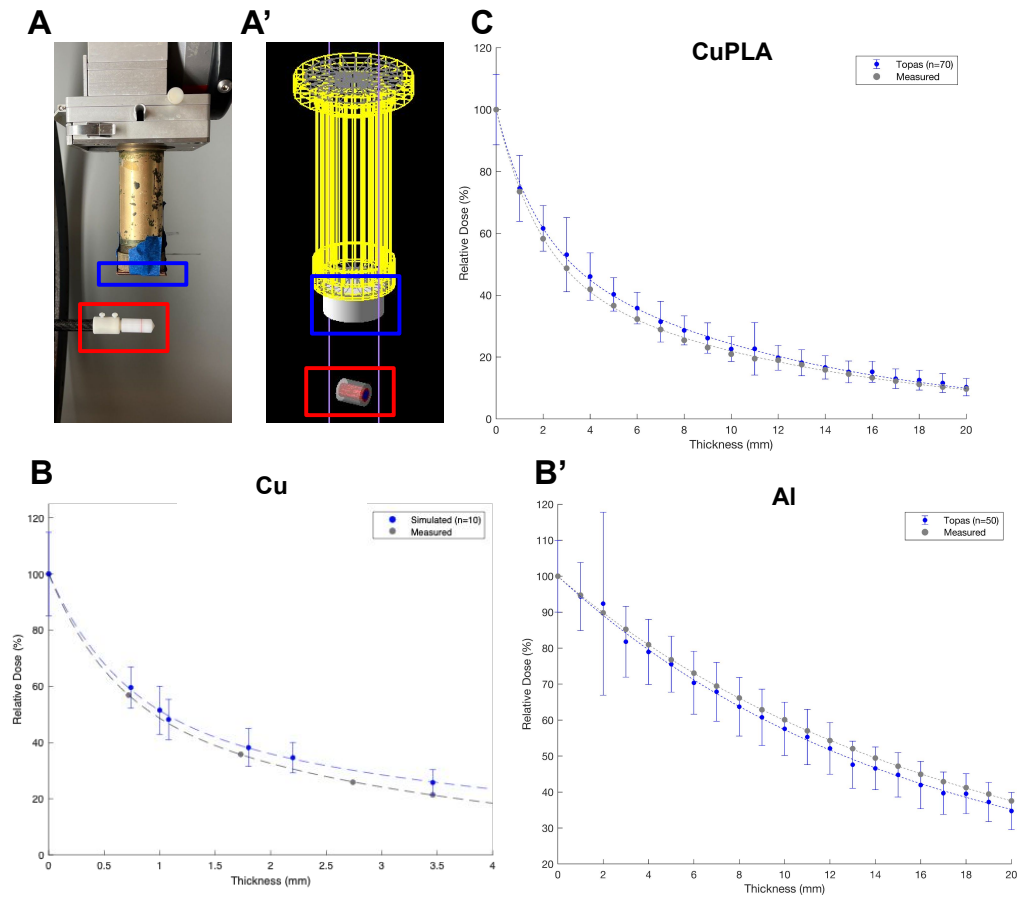 A
A'
C
CuPLA
120
100
80
60
40
20
0
Relative Dose (%)
Topas (n=70)
Measured
0 2 4 6 8 10 12 14 16 18 20
Thickness (mm)
B
Cu
120
100
80
60
40
20
0
Relative Dose (%)
Simulated (n=10)
Measured
0 0.5 1 1.5 2 2.5 3 3.5 4
Thickness (mm)
B'
Al
120
110
100
90
80
70
60
50
40
30
20
Relative Dose (%)
Topas (n=50)
Measured
0 2 4 6 8 10 12 14 16 18 20
Thickness (mm)